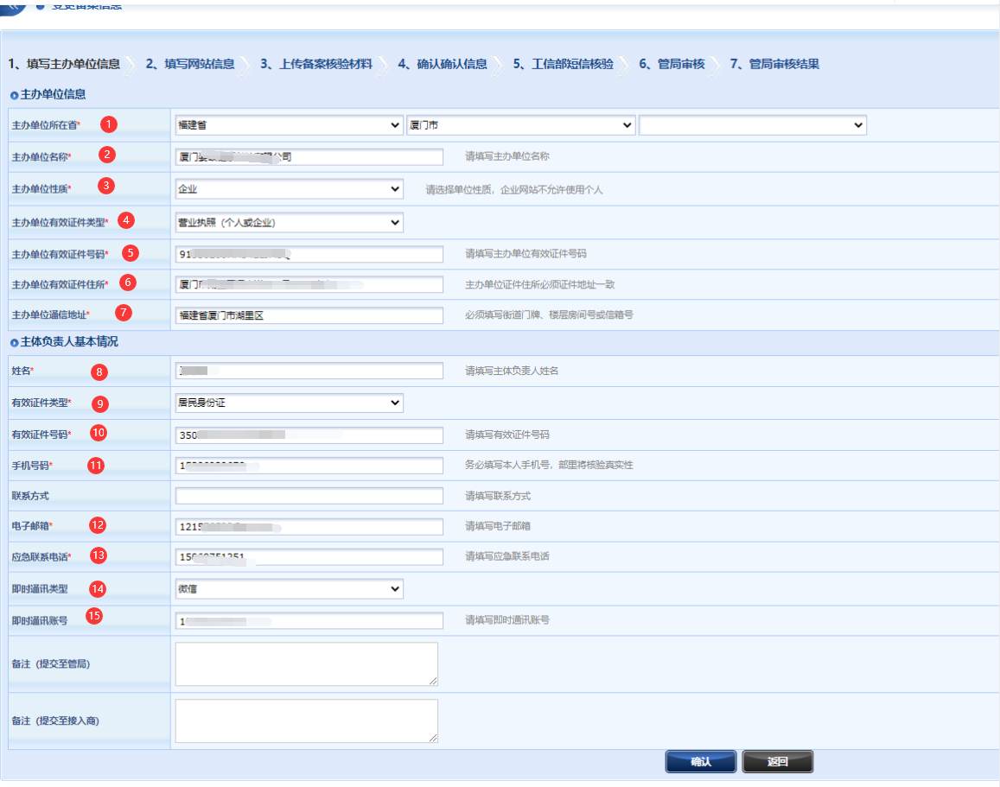 变更备案信息
1、填写主办单位信息 2、填写网站信息 3、上传备案核验材料 4、确认确认信息 5、工信部短信核验 6、管局审核 7、管局审核结果
主办单位信息
主办单位所在省* 1 福建省 厦门市
主办单位名称* 2 厦门 公司 请填写主办单位名称
主办单位性质* 3 企业 请选择单位性质，企业网站不允许使用个人
主办单位有效证件类型* 4 营业执照（个人或企业）
主办单位有效证件号码* 5 91 请填写主办单位有效证件号码
主办单位有效证件住所* 6 厦门 主办单位证件住所必须证件地址一致
主办单位通信地址* 7 福建省厦门市湖里区 必须填写街道门牌、楼层房间号或信箱号
主体负责人基本情况
姓名* 8 请填写主体负责人姓名
有效证件类型* 9 居民身份证
有效证件号码* 10 350 请填写有效证件号码
手机号码* 11 1 务必填写本人手机号，部里将核验真实性
联系方式 请填写联系方式
电子邮箱* 12 1215 请填写电子邮箱
应急联系电话* 13 15 请填写应急联系电话
即时通讯类型 14 微信
即时通讯账号 15 1 请填写即时通讯账号
备注（提交至管局）
备注（提交至接入商）
确认 返回